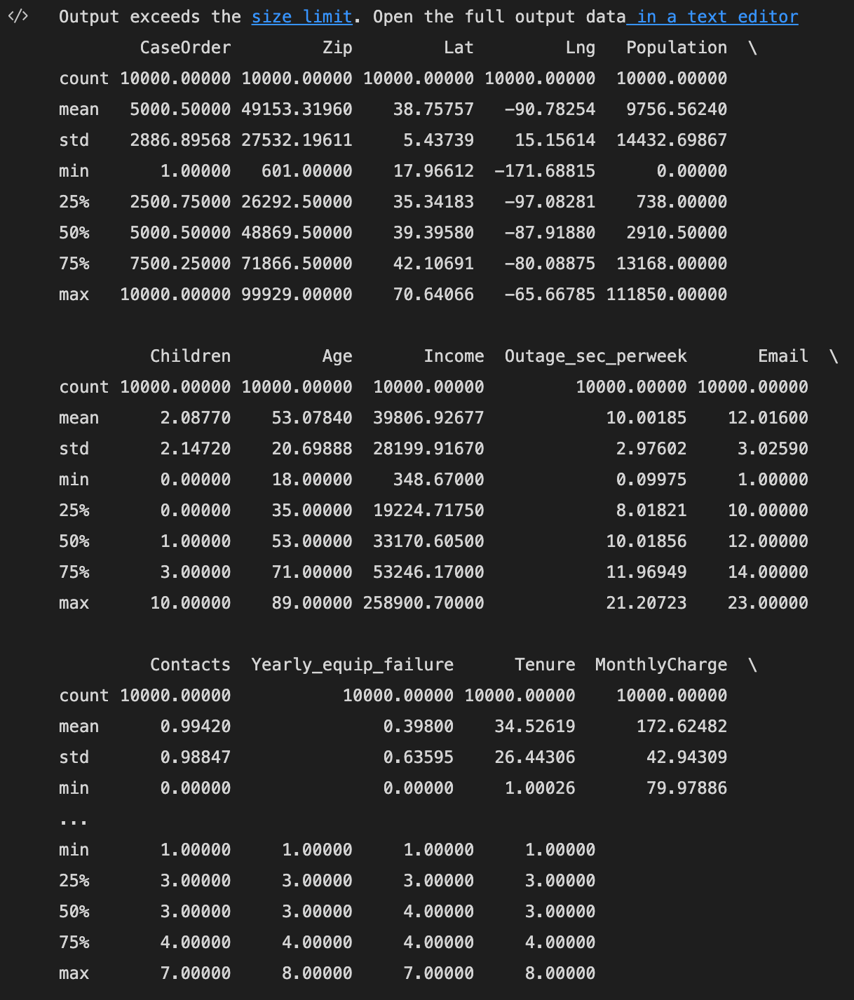 Output exceeds the size limit. Open the full output data in a text editor
CaseOrder Zip Lat Lng Population \
count 10000.00000 10000.00000 10000.00000 10000.00000 10000.00000
mean 5000.50000 49153.31960 38.75757 -90.78254 9756.56240
std 2886.89568 27532.19611 5.43739 15.15614 14432.69867
min 1.00000 601.00000 17.96612 -171.68815 0.00000
25% 2500.75000 26292.50000 35.34183 -97.08281 738.00000
50% 5000.50000 48869.50000 39.39580 -87.91880 2910.50000
75% 7500.25000 71866.50000 42.10691 -80.08875 13168.00000
max 10000.00000 99929.00000 70.64066 -65.66785 111850.00000
Children Age Income Outage_sec_perweek Email \
count 10000.00000 10000.00000 10000.00000 10000.00000 10000.00000
mean 2.08770 53.07840 39806.92677 10.00185 12.01600
std 2.14720 20.69888 28199.91670 2.97602 3.02590
min 0.00000 18.00000 348.67000 0.09975 1.00000
25% 0.00000 35.00000 19224.71750 8.01821 10.00000
50% 1.00000 53.00000 33170.60500 10.01856 12.00000
75% 3.00000 71.00000 53246.17000 11.96949 14.00000
max 10.00000 89.00000 258900.70000 21.20723 23.00000
Contacts Yearly_equip_failure Tenure MonthlyCharge \
count 10000.00000 10000.00000 10000.00000 10000.00000
mean 0.99420 0.39800 34.52619 172.62482
std 0.98847 0.63595 26.44306 42.94309
min 0.00000 0.00000 1.00026 79.97886
...
min 1.00000 1.00000 1.00000 1.00000
25% 3.00000 3.00000 3.00000 3.00000
50% 3.00000 3.00000 4.00000 3.00000
75% 4.00000 4.00000 4.00000 4.00000
max 7.00000 8.00000 7.00000 8.00000